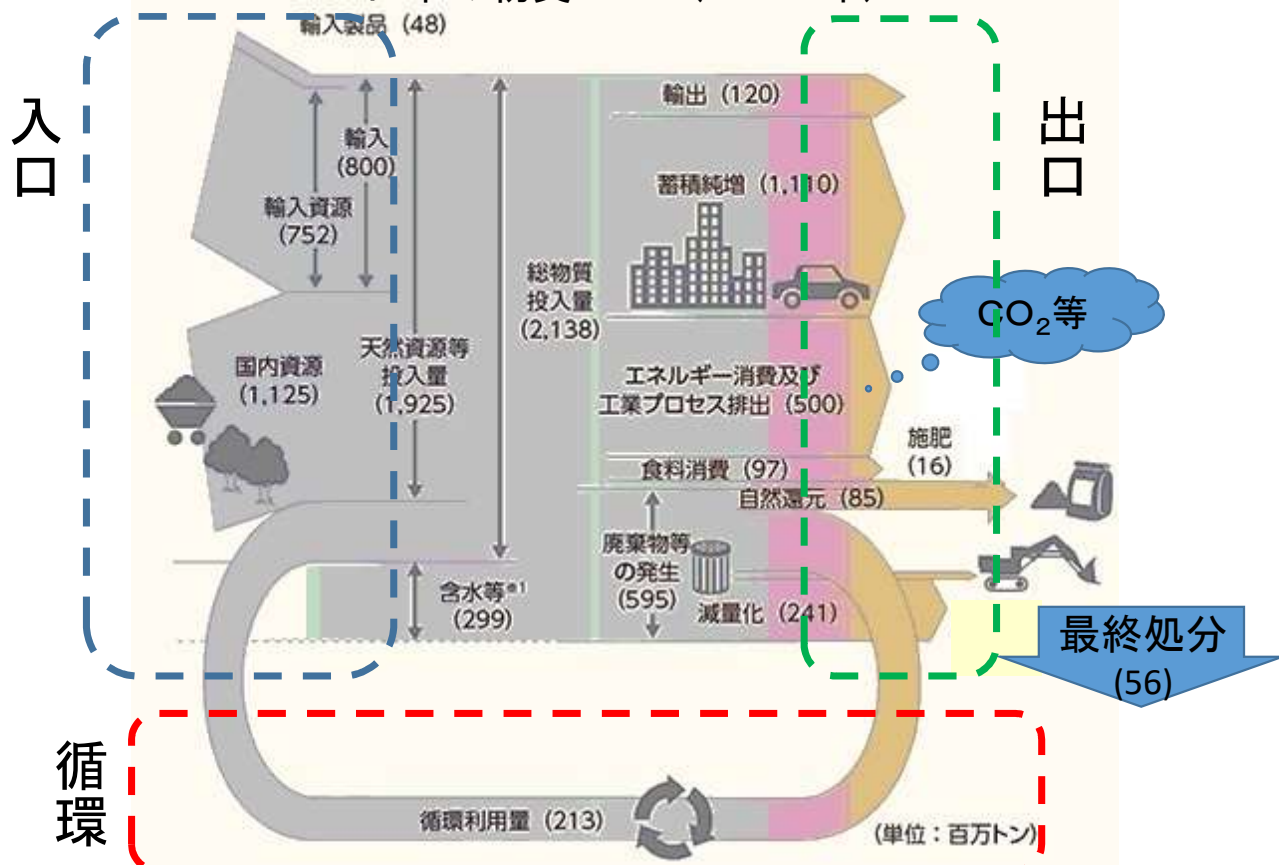 輸入製品 (48)
入口
出口
輸出 (120)
輸入
(800)
蓄積純増 (1,110)
輸入資源
(752)
総物質
投入量
(2,138)
CO₂等
国内資源
(1,125)
天然資源等
投入量
(1,925)
エネルギー消費及び
工業プロセス排出 (500)
施肥
(16)
食料消費 (97)
自然還元 (85)
廃棄物等
の発生
(595)
含水等※1
(299)
減量化 (241)
最終処分
(56)
循環
循環利用量 (213)
(単位：百万トン)